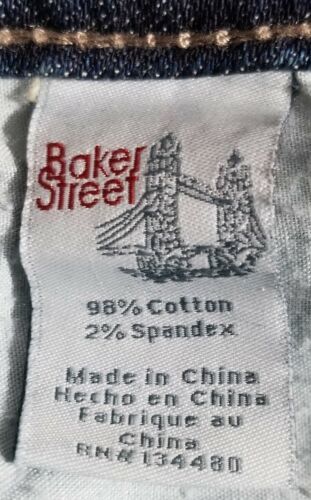 Baker
Street
98% Cotton
2% Spandex
Made in China
Hecho en China
Fabrique au
China
RN# 134480